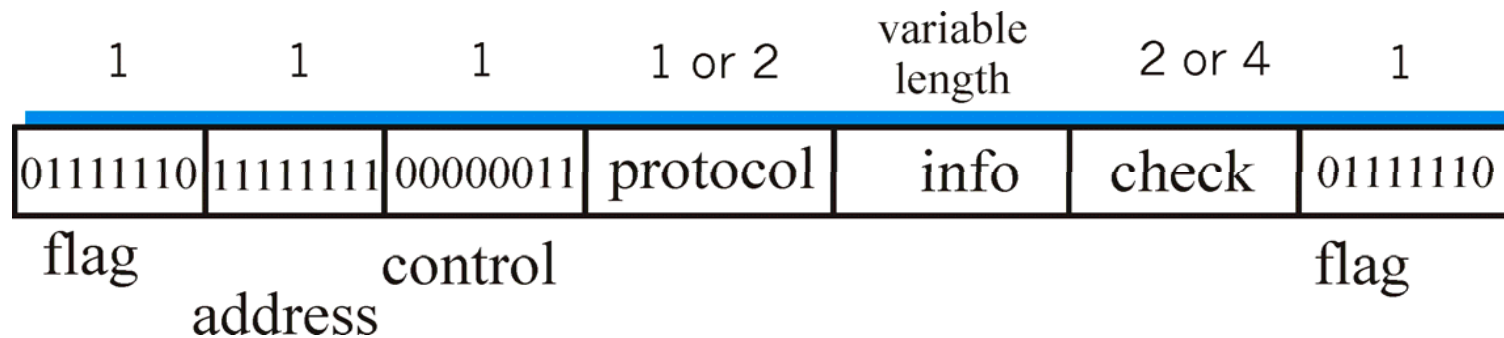 1 1 1 1 or 2 variable length 2 or 4 1
01111110 11111111 00000011 protocol info check 01111110
flag control flag
address